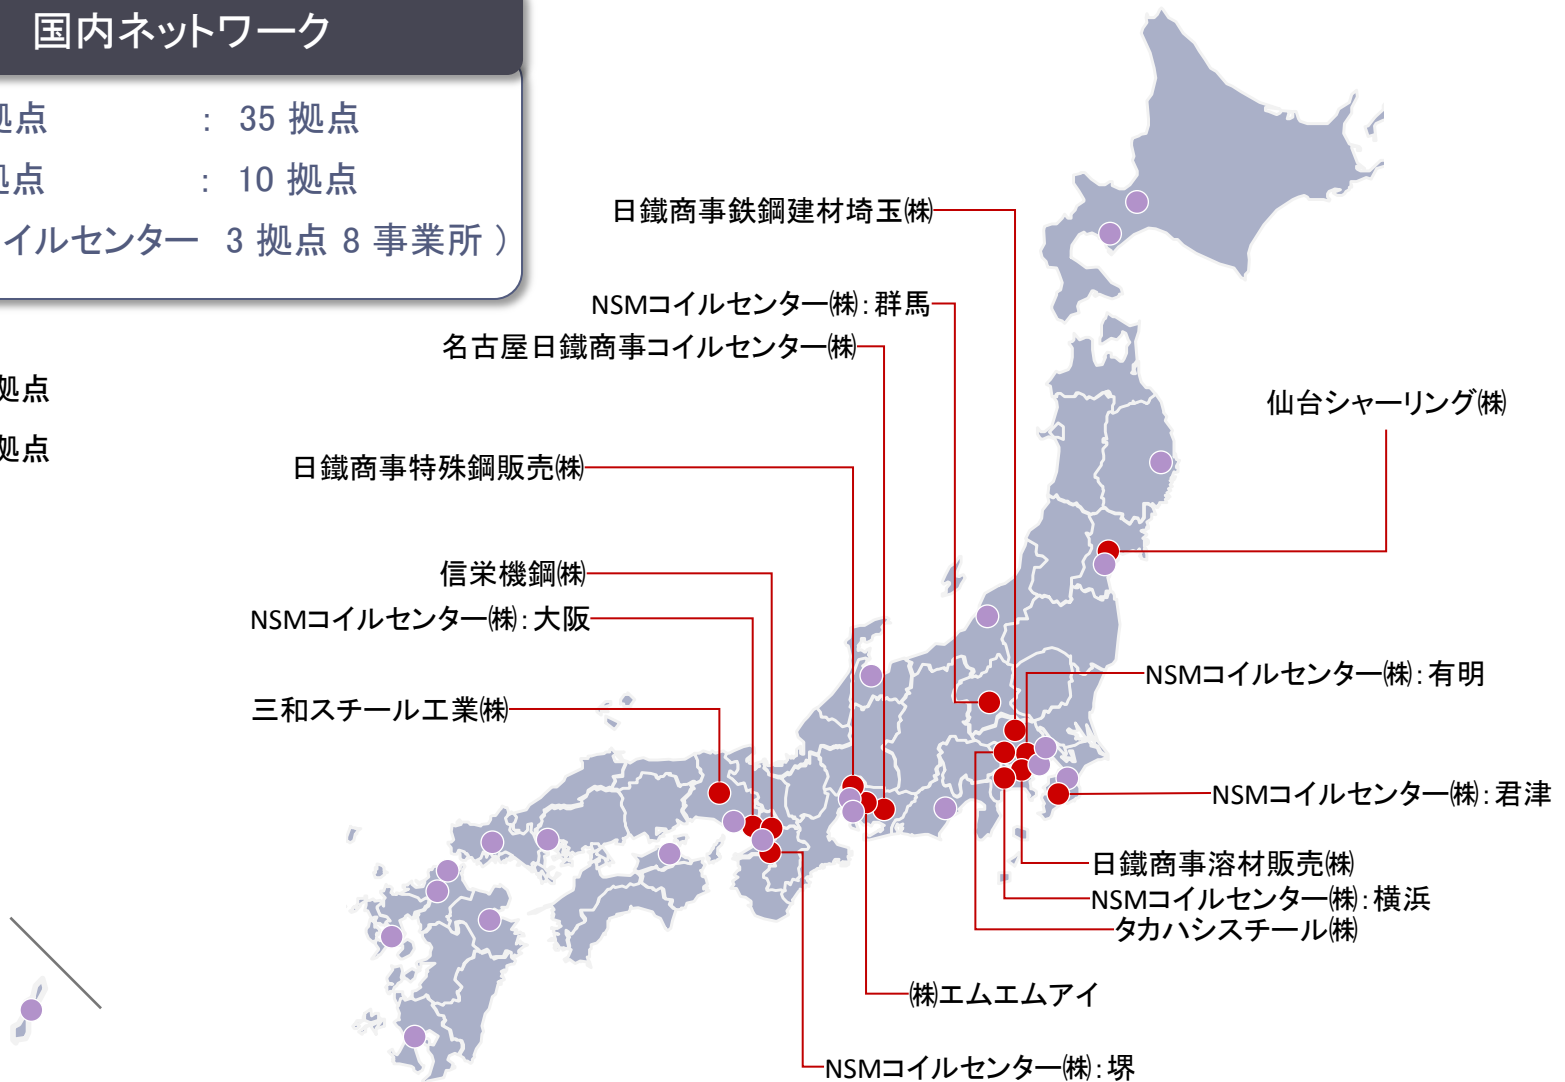 国内ネットワーク
拠点 : 35 拠点
拠点 : 10 拠点
イルセンター 3 拠点 8 事業所 )
拠点
拠点
日鐵商事鉄鋼建材埼玉㈱
NSMコイルセンター㈱：群馬
名古屋日鐵商事コイルセンター㈱
仙台シャーリング㈱
日鐵商事特殊鋼販売㈱
信栄機鋼㈱
NSMコイルセンター㈱：大阪
NSMコイルセンター㈱：有明
三和スチール工業㈱
NSMコイルセンター㈱：君津
日鐵商事溶材販売㈱
NSMコイルセンター㈱：横浜
タカハシスチール㈱
㈱エムエムアイ
NSMコイルセンター㈱：堺